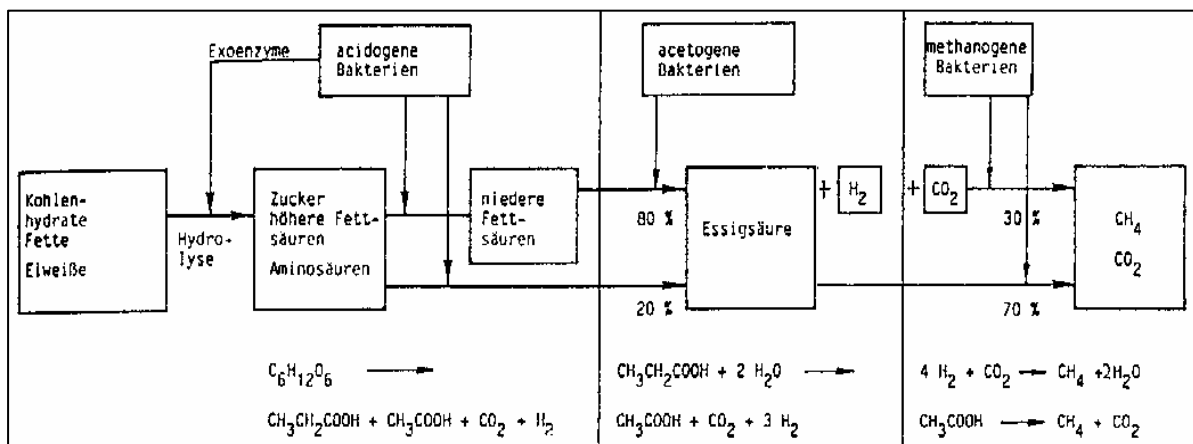 Exoenzyme
acidogene
Bakterien
acetogene
Bakterien
methanogene
Bakterien
Kohlen-
hydrate
Fette
Eiweiße
Hydro-
lyse
Zucker
höhere Fett-
säuren
Aminosäuren
niedere
Fett-
säuren
80 %
20 %
Essigsäure
+ H₂
+ CO₂
30 %
70 %
CH₄
CO₂
C₆H₁₂O₆ →
CH₃CH₂COOH + CH₃COOH + CO₂ + H₂
CH₃CH₂COOH + 2 H₂O →
CH₃COOH + CO₂ + 3 H₂
4 H₂ + CO₂ → CH₄ +2H₂O
CH₃COOH → CH₄ + CO₂